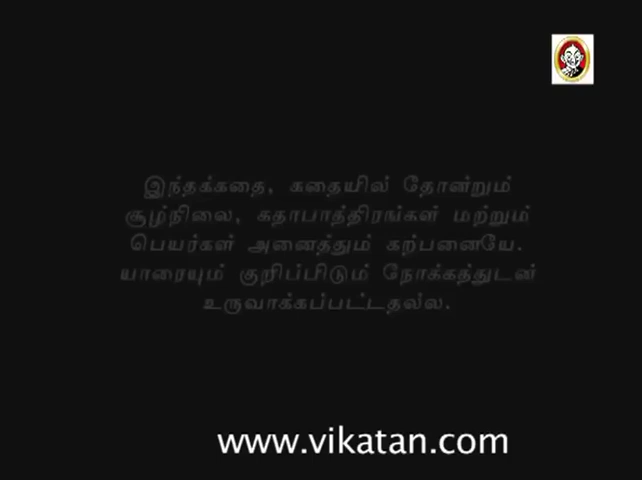 இந்தக்கதை, கதையில் தோன்றும்
சூழ்நிலை, கதாபாத்திரங்கள் மற்றும்
பெயர்கள் அனைத்தும் கற்பனையே.
யாரையும் குறிப்பிடும் நோக்கத்துடன்
உருவாக்கப்பட்டதல்ல.
www.vikatan.com